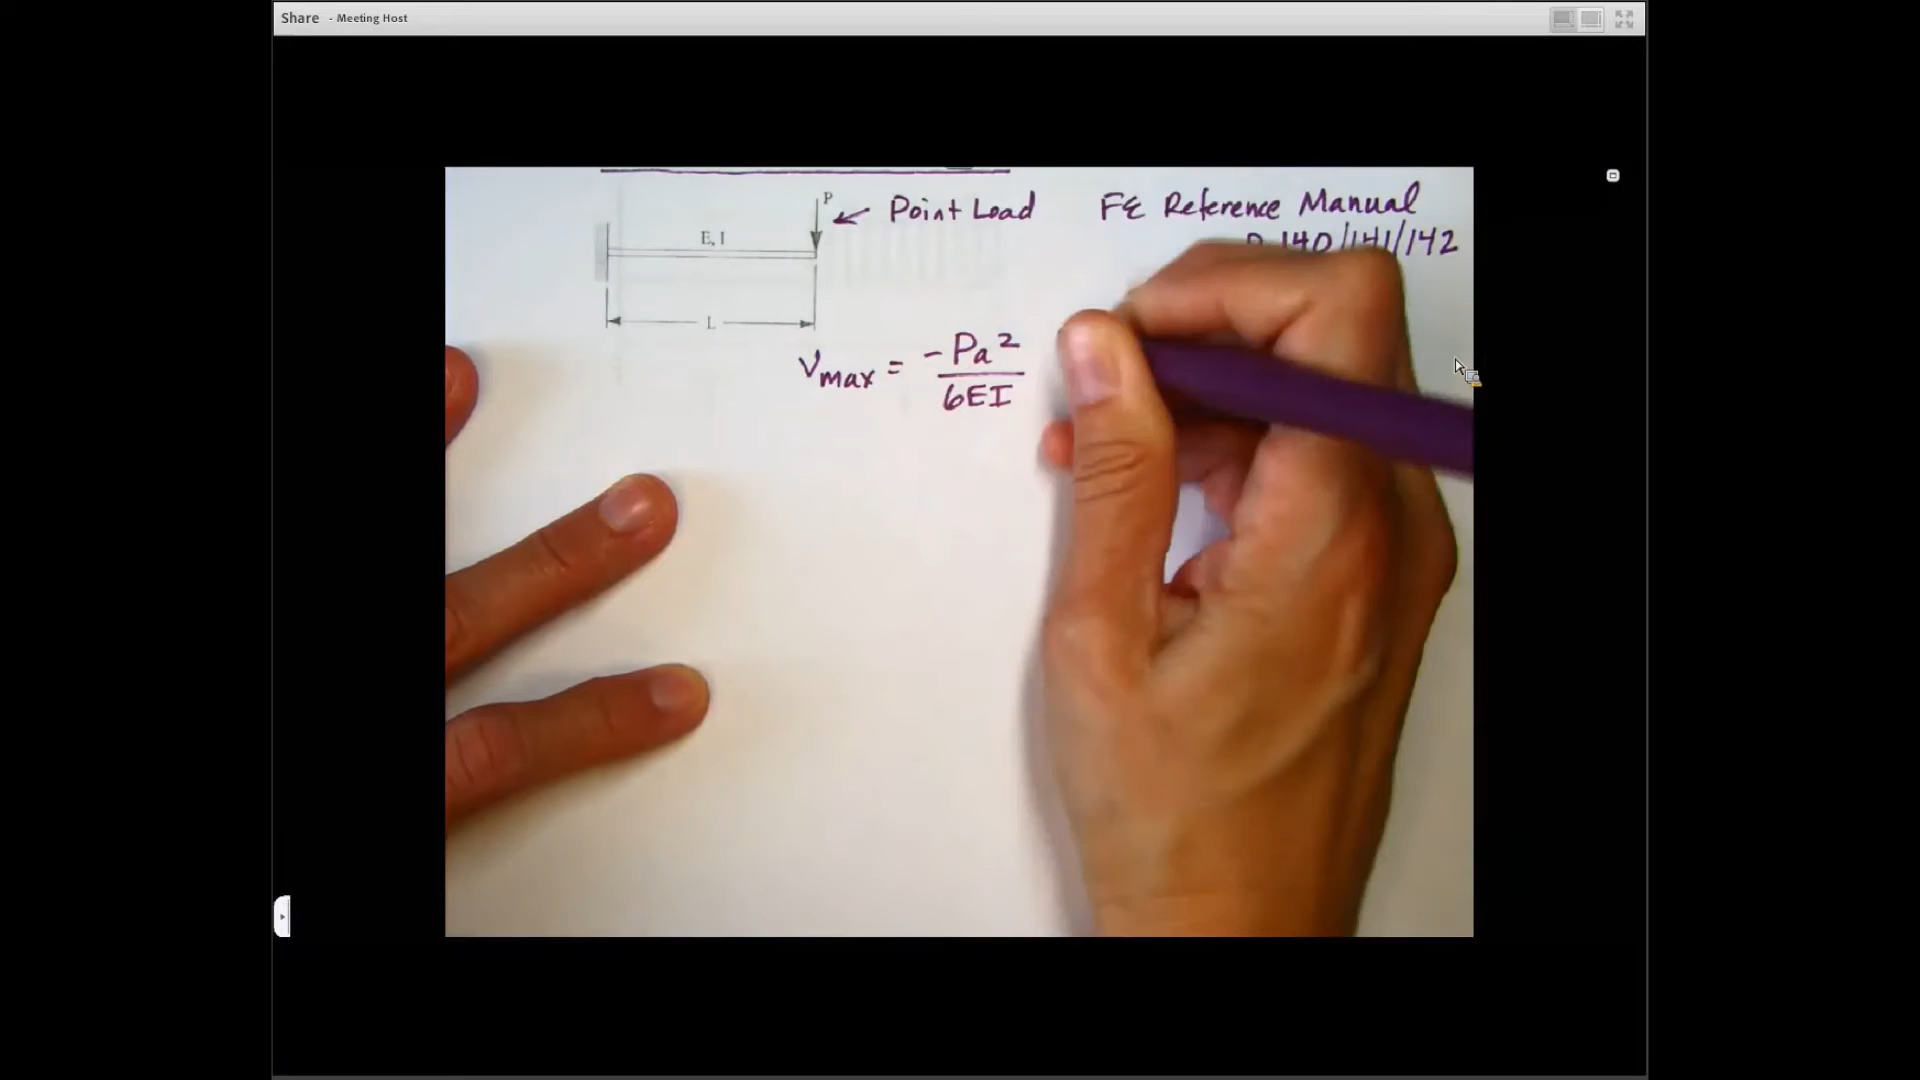 Share - Meeting Host
P
Point Load
FE Reference Manual
E, I
p. 140/141/142
L
Vmax = -Pa²
6EI